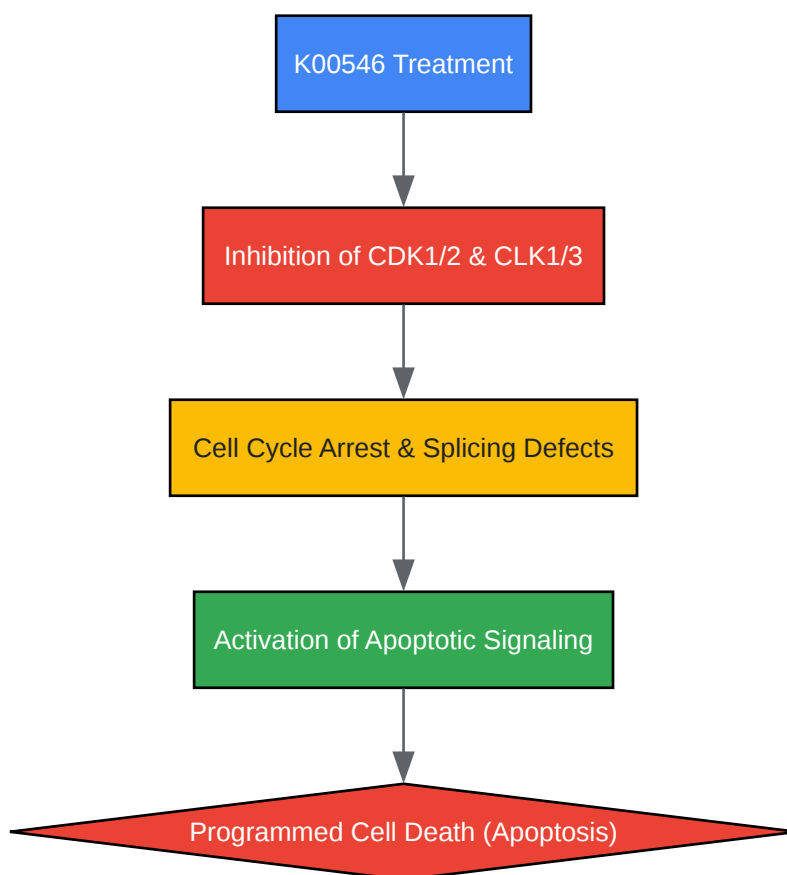 K00546 Treatment
Inhibition of CDK1/2 & CLK1/3
Cell Cycle Arrest & Splicing Defects
Activation of Apoptotic Signaling
Programmed Cell Death (Apoptosis)